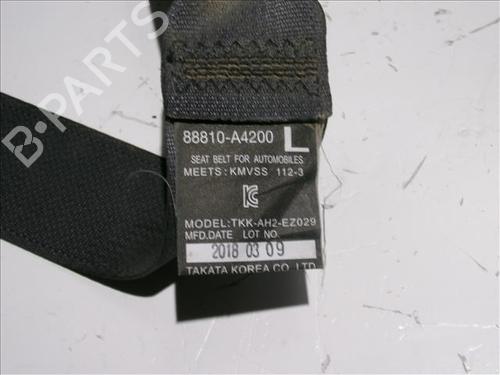 88810-A4200 L
SEAT BELT FOR AUTOMOBILES
MEETS:KMVSS 112-3
KC
MODEL:TKK-AH2-EZ029
MFD.DATE LOT NO.
2018 03 09
TAKATA KOREA CO.,LTD.
B-PARTS